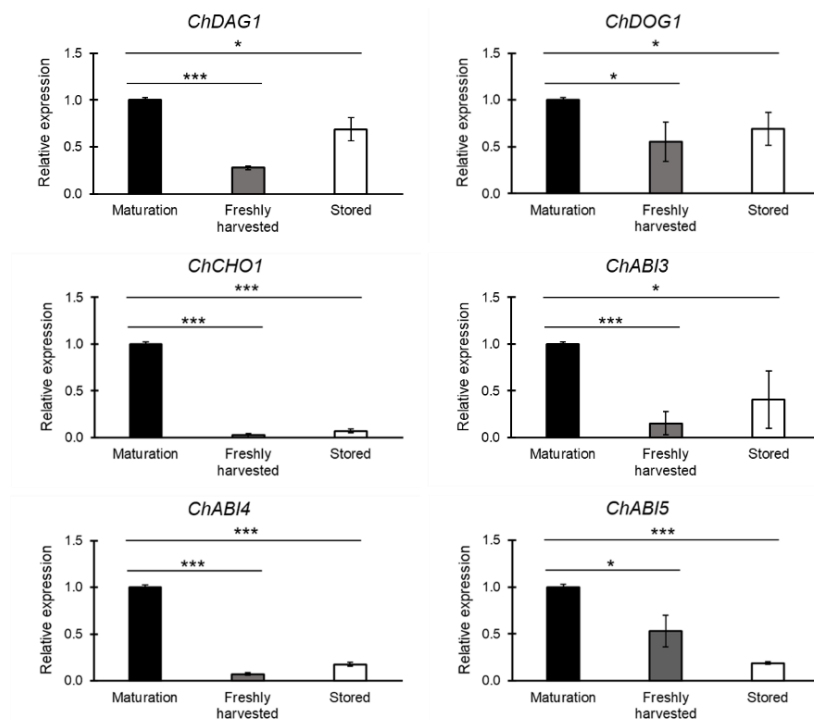 ChDAG1
1.5
1.0
0.5
0.0
Relative expression
*
***
Maturation
Freshly
harvested
Stored
ChDOG1
1.5
1.0
0.5
0.0
Relative expression
*
*
Maturation
Freshly
harvested
Stored
ChCHO1
1.5
1.0
0.5
0.0
Relative expression
***
***
Maturation
Freshly
harvested
Stored
ChABI3
1.5
1.0
0.5
0.0
Relative expression
*
***
Maturation
Freshly
harvested
Stored
ChABI4
1.5
1.0
0.5
0.0
Relative expression
***
***
Maturation
Freshly
harvested
Stored
ChABI5
1.5
1.0
0.5
0.0
Relative expression
***
*
Maturation
Freshly
harvested
Stored